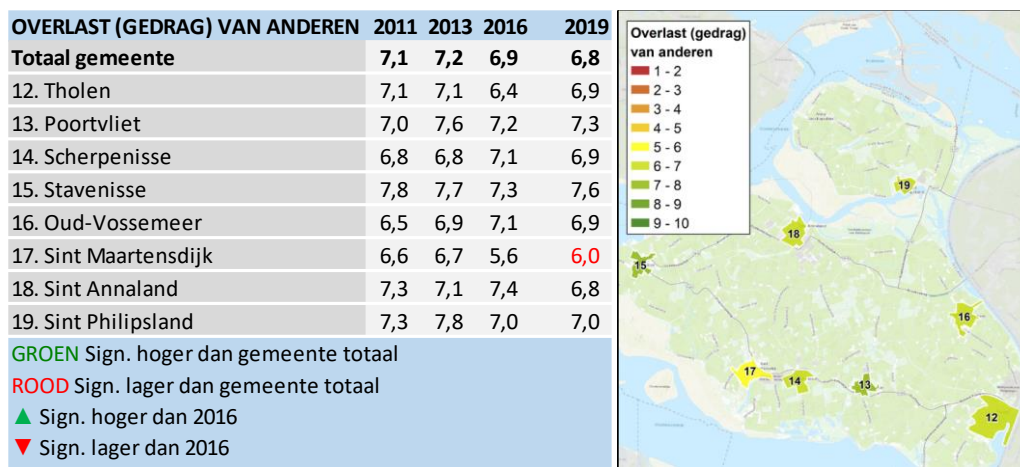 OVERLAST (GEDRAG) VAN ANDEREN 2011 2013 2016 2019
Totaal gemeente 7,1 7,2 6,9 6,8
12. Tholen 7,1 7,1 6,4 6,9
13. Poortvliet 7,0 7,6 7,2 7,3
14. Scherpenisse 6,8 6,8 7,1 6,9
15. Stavenisse 7,8 7,7 7,3 7,6
16. Oud-Vossemeer 6,5 6,9 7,1 6,9
17. Sint Maartensdijk 6,6 6,7 5,6 6,0
18. Sint Annaland 7,3 7,1 7,4 6,8
19. Sint Philipsland 7,3 7,8 7,0 7,0
GROEN Sign. hoger dan gemeente totaal
ROOD Sign. lager dan gemeente totaal
▲ Sign. hoger dan 2016
▼ Sign. lager dan 2016
Overlast (gedrag)
van anderen
1 - 2
2 - 3
3 - 4
4 - 5
5 - 6
6 - 7
7 - 8
8 - 9
9 - 10
19
18
15
16
17
14
13
12